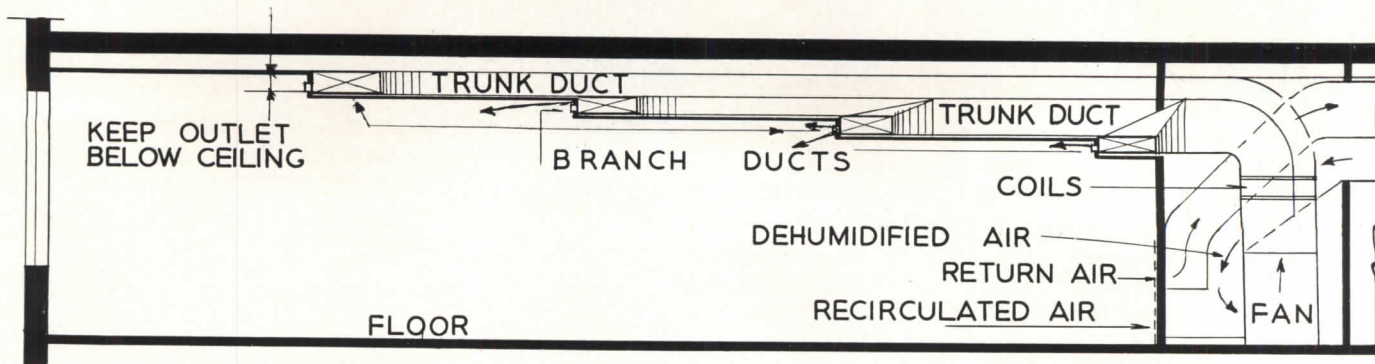 TRUNK DUCT
TRUNK DUCT
KEEP OUTLET
BELOW CEILING
BRANCH DUCTS
COILS
DEHUMIDIFIED AIR
RETURN AIR
RECIRCULATED AIR
FAN
FLOOR